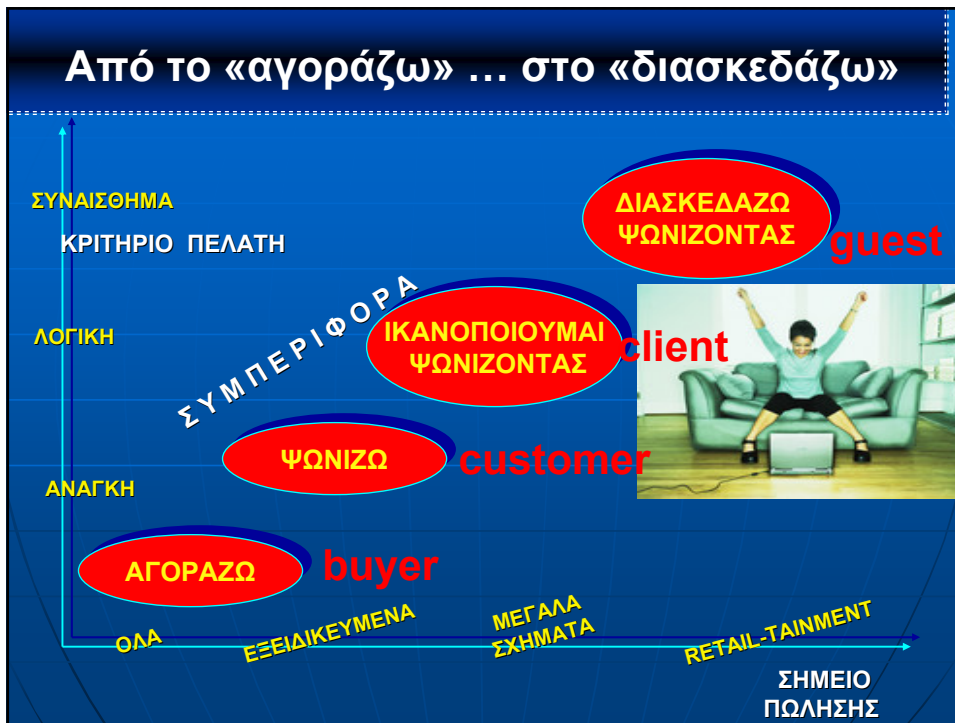 Από το «αγοράζω» … στο «διασκεδάζω»
ΣΥΝΑΙΣΘΗΜΑ
ΚΡΙΤΗΡΙΟ ΠΕΛΑΤΗ
ΔΙΑΣΚΕΔΑΖΩ
ΨΩΝΙΖΟΝΤΑΣ
guest
ΣΥΜΠΕΡΙΦΟΡΑ
ΛΟΓΙΚΗ
ΙΚΑΝΟΠΟΙΟΥΜΑΙ
ΨΩΝΙΖΟΝΤΑΣ
client
ΨΩΝΙΖΩ
customer
ΑΝΑΓΚΗ
ΑΓΟΡΑΖΩ
buyer
ΟΛΑ
ΕΞΕΙΔΙΚΕΥΜΕΝΑ
ΜΕΓΑΛΑ
ΣΧΗΜΑΤΑ
RETAIL-TAINMENT
ΣΗΜΕΙΟ
ΠΩΛΗΣΗΣ